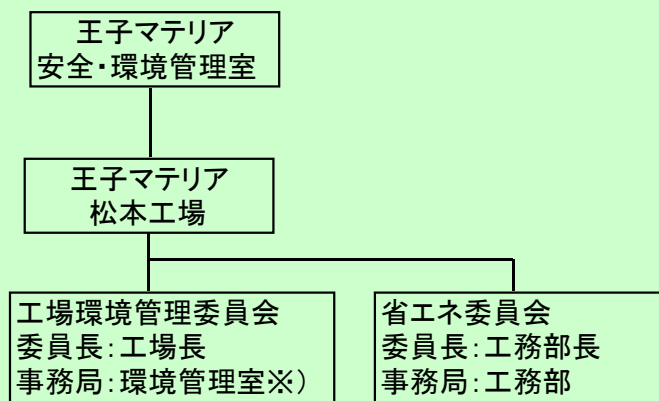 王子マテリア
安全・環境管理室
王子マテリア
松本工場
工場環境管理委員会
委員長：工場長
事務局：環境管理室※）
省エネ委員会
委員長：工務部長
事務局：工務部